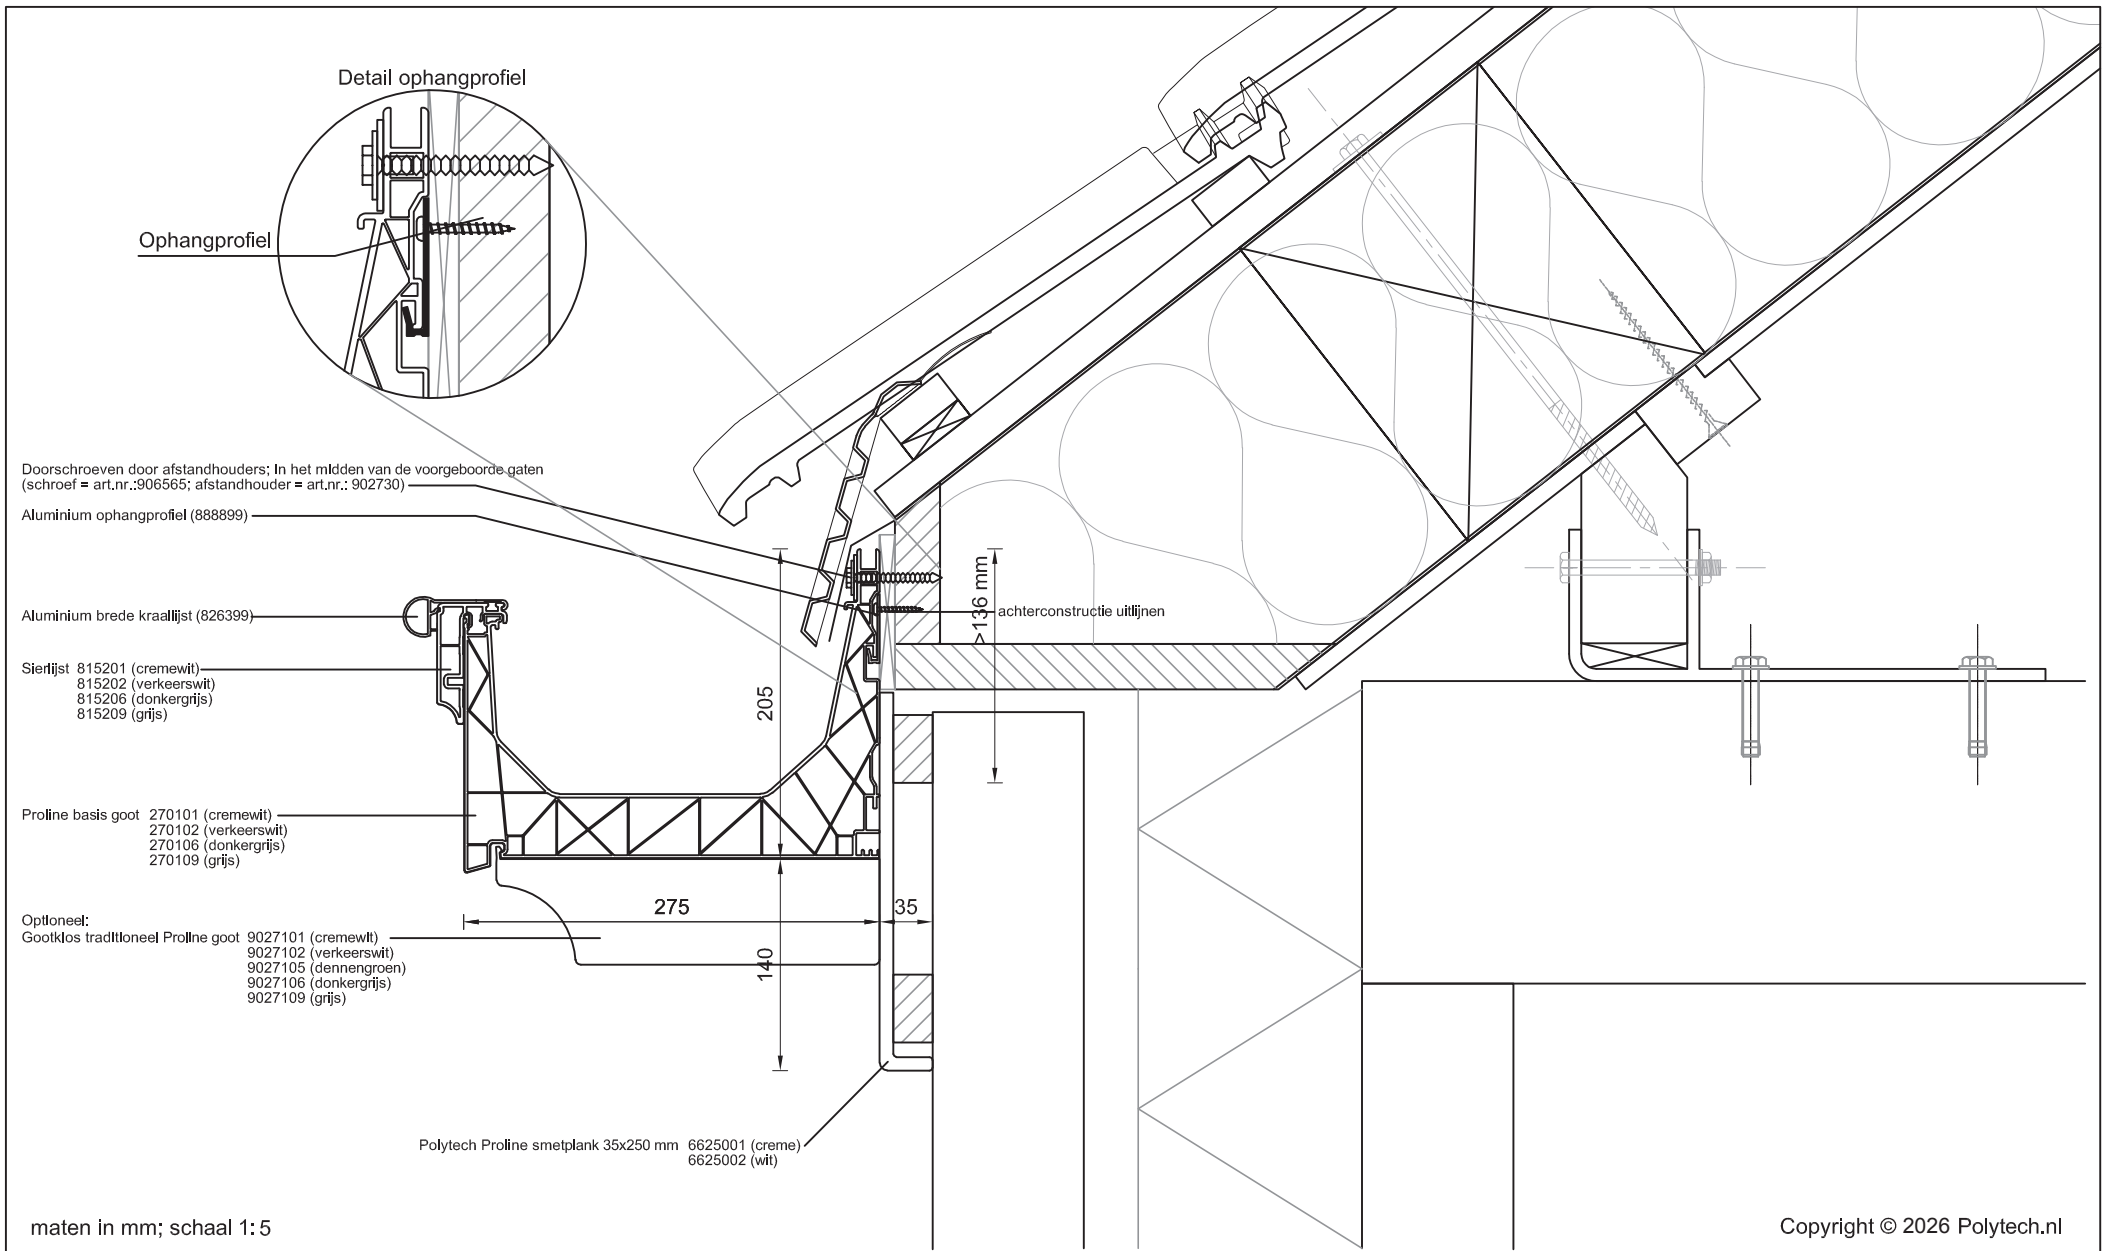 Detail ophangprofiel
Ophangprofiel
Doorschroeven door afstandhouders; In het midden van de voorgeboorde gaten
(schroef = art.nr.:906565; afstandhouder = art.nr.: 902730)
Aluminium ophangprofiel (888899)
Aluminium brede kraallijst (826399)
Sierlijst 815201 (cremewit)
815202 (verkeerswit)
815206 (donkergrijs)
815209 (grijs)
Proline basis goot 270101 (cremewit)
270102 (verkeerswit)
270106 (donkergrijs)
270109 (grijs)
Optioneel:
Gootklos traditioneel Proline goot 9027101 (cremewit)
9027102 (verkeerswit)
9027105 (dennengroen)
9027106 (donkergrijs)
9027109 (grijs)
205
>136 mm
achterconstructie uitlijnen
275
35
140
Polytech Proline smetplank 35x250 mm 6625001 (creme)
6625002 (wit)
maten in mm; schaal 1:5
Copyright © 2026 Polytech.nl